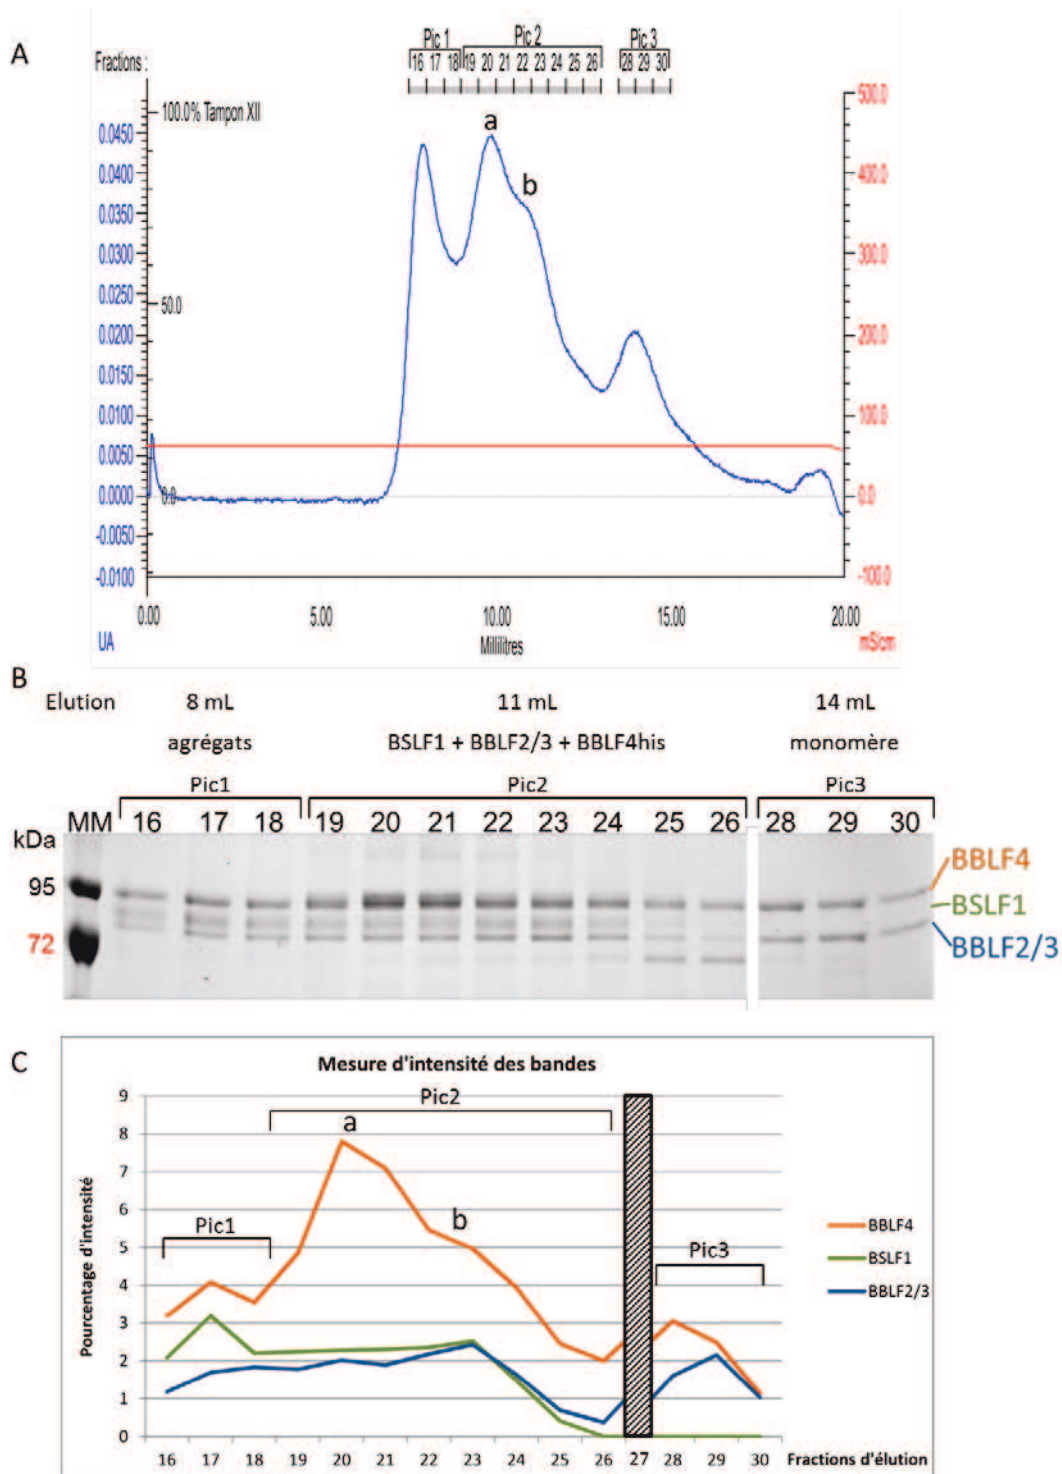 A
Fractions :
Pic 1 Pic 2 Pic 3
16 17 18 19 20 21 22 23 24 25 26 28 29 30
100.0% Tampon XII
a
b
50.0
0.0
0.0450
0.0400
0.0350
0.0300
0.0250
0.0200
0.0150
0.0100
0.0050
0.0000
-0.0050
-0.0100
500.0
400.0
300.0
200.0
100.0
0.0
-100.0
0.00 5.00 10.00 15.00 20.00
UA Millilitres mS/cm
B
Elution 8 mL 11 mL 14 mL
agrégats BSLF1 + BBLF2/3 + BBLF4his monomère
Pic1 Pic2 Pic3
MM 16 17 18 19 20 21 22 23 24 25 26 28 29 30
kDa
95
72
BBLF4
BSLF1
BBLF2/3
C
Mesure d'intensité des bandes
Pourcentage d'intensité
9
8
7
6
5
4
3
2
1
0
Pic2
a
b
Pic1
Pic3
BBLF4
BSLF1
BBLF2/3
16 17 18 19 20 21 22 23 24 25 26 27 28 29 30 Fractions d'élution